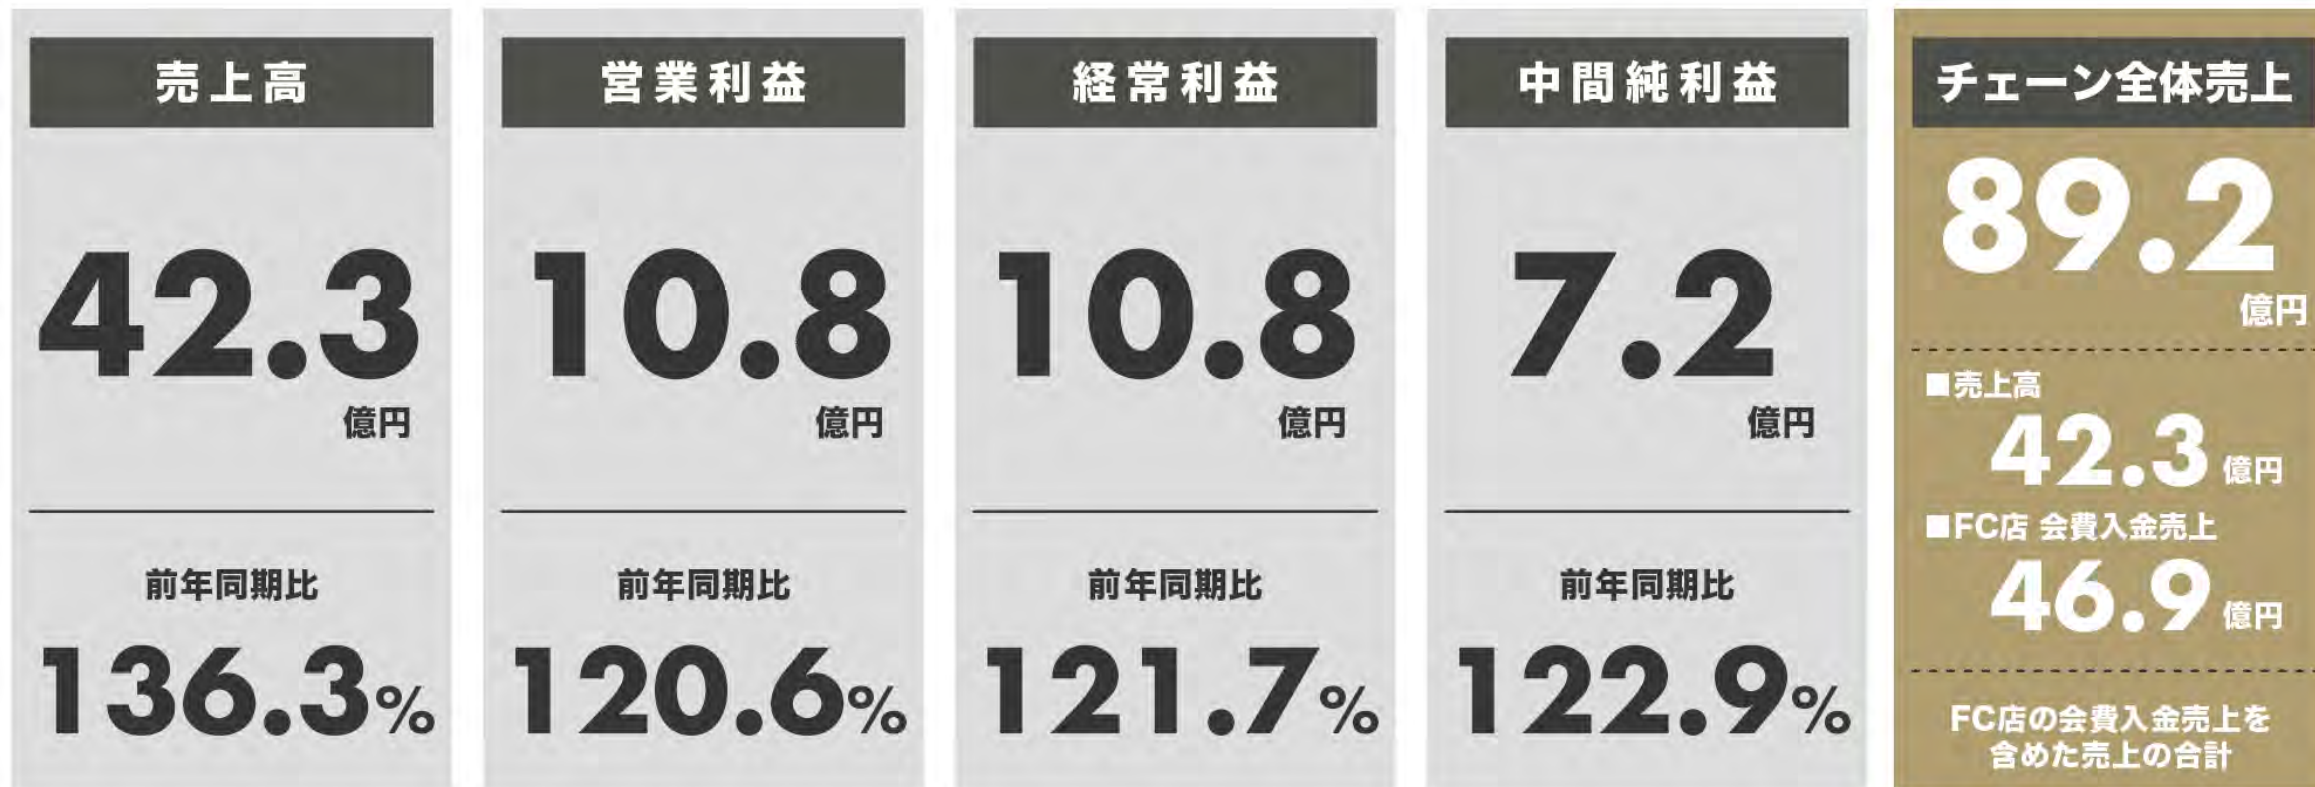 売上高
42.3
億円
前年同期比
136.3%
営業利益
10.8
億円
前年同期比
120.6%
経常利益
10.8
億円
前年同期比
121.7%
中間純利益
7.2
億円
前年同期比
122.9%
チェーン全体売上
89.2
億円
■売上高
42.3億円
■FC店 会費入金売上
46.9億円
FC店の会費入金売上を
含めた売上の合計